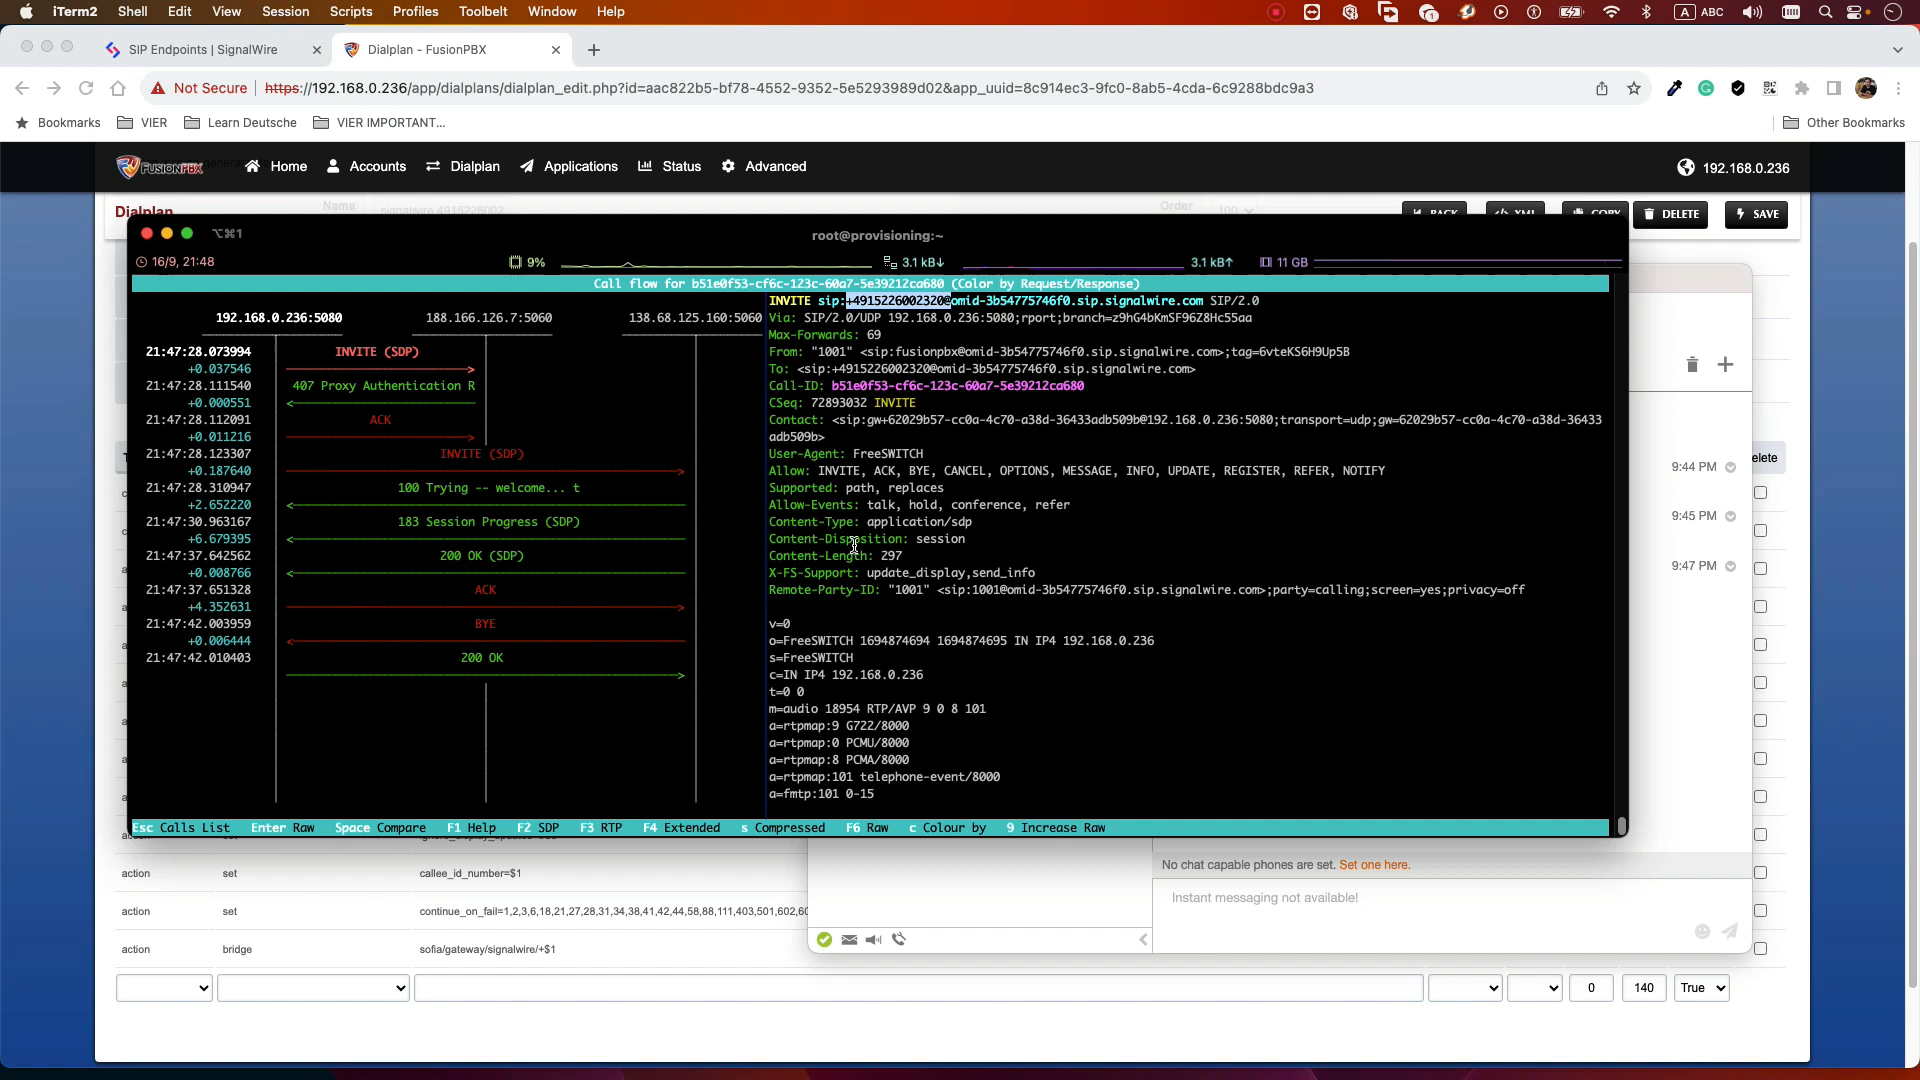 iTerm2 Shell Edit View Session Scripts Profiles Toolbelt Window Help
A ABC
SIP Endpoints | SignalWire
Dialplan - FusionPBX
Not Secure https://192.168.0.236/app/dialplans/dialplan_edit.php?id=aac822b5-bf78-4552-9352-5e5293989d02&app_uuid=8c914ec3-9fc0-8ab5-4cda-6c9288bdc9a3
Bookmarks VIER Learn Deutsche VIER IMPORTANT... Other Bookmarks
FUSIONPBX Home Accounts Dialplan Applications Status Advanced 192.168.0.236
Dialplan Name signalwire.4915226002 Order 100 BACK XML COPY DELETE SAVE
⌥⌘1 root@provisioning:~
16/9, 21:48 9% 3.1 kB↓ 3.1 kB↑ 11 GB
Call flow for b51e0f53-cf6c-123c-60a7-5e39212ca680 (Color by Request/Response)
192.168.0.236:5080 188.166.126.7:5060 138.68.125.160:5060
21:47:28.073994 INVITE (SDP)
+0.037546
21:47:28.111540 407 Proxy Authentication R
+0.000551
21:47:28.112091 ACK
+0.011216
21:47:28.123307 INVITE (SDP)
+0.187640
21:47:28.310947 100 Trying -- welcome... t
+2.652220
21:47:30.963167 183 Session Progress (SDP)
+6.679395
21:47:37.642562 200 OK (SDP)
+0.008766
21:47:37.651328 ACK
+4.352631
21:47:42.003959 BYE
+0.006444
21:47:42.010403 200 OK
INVITE sip:+4915226002320@omid-3b54775746f0.sip.signalwire.com SIP/2.0
Via: SIP/2.0/UDP 192.168.0.236:5080;rport;branch=z9hG4bKmSF96Z8Hc55aa
Max-Forwards: 69
From: "1001" <sip:fusionpbx@omid-3b54775746f0.sip.signalwire.com>;tag=6vteKS6H9Up5B
To: <sip:+4915226002320@omid-3b54775746f0.sip.signalwire.com>
Call-ID: b51e0f53-cf6c-123c-60a7-5e39212ca680
CSeq: 72893032 INVITE
Contact: <sip:gw+62029b57-cc0a-4c70-a38d-36433adb509b@192.168.0.236:5080;transport=udp;gw=62029b57-cc0a-4c70-a38d-36433
adb509b>
User-Agent: FreeSWITCH
Allow: INVITE, ACK, BYE, CANCEL, OPTIONS, MESSAGE, INFO, UPDATE, REGISTER, REFER, NOTIFY
Supported: path, replaces
Allow-Events: talk, hold, conference, refer
Content-Type: application/sdp
Content-Disposition: session
Content-Length: 297
X-FS-Support: update_display,send_info
Remote-Party-ID: "1001" <sip:1001@omid-3b54775746f0.sip.signalwire.com>;party=calling;screen=yes;privacy=off
v=0
o=FreeSWITCH 1694874694 1694874695 IN IP4 192.168.0.236
s=FreeSWITCH
c=IN IP4 192.168.0.236
t=0 0
m=audio 18954 RTP/AVP 9 0 8 101
a=rtpmap:9 G722/8000
a=rtpmap:0 PCMU/8000
a=rtpmap:8 PCMA/8000
a=rtpmap:101 telephone-event/8000
a=fmtp:101 0-15
Esc Calls List Enter Raw Space Compare F1 Help F2 SDP F3 RTP F4 Extended s Compressed F6 Raw c Colour by 9 Increase Raw
elete
9:44 PM
9:45 PM
9:47 PM
No chat capable phones are set. Set one here.
Instant messaging not available!
action set callee_id_number=$1
action set continue_on_fail=1,2,3,6,18,21,27,28,31,34,38,41,42,44,58,88,111,403,501,602,60
action bridge sofia/gateway/signalwire/+$1
0 140 True